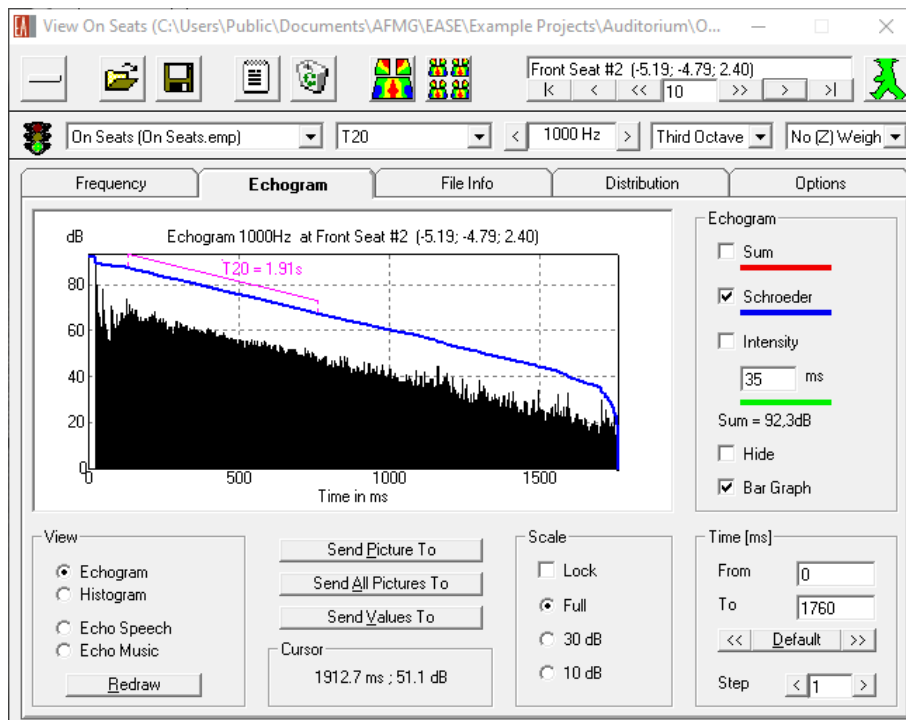 View On Seats (C:\Users\Public\Documents\AFMG\EASE\Example Projects\Auditorium\O...
Front Seat #2 (-5.19; -4.79; 2.40)
|< < << 10 >> > >|
On Seats (On Seats.emp) T20 < 1000 Hz > Third Octave No (Z) Weigh
Frequency Echogram File Info Distribution Options
dB Echogram 1000Hz at Front Seat #2 (-5.19; -4.79; 2.40)
T20 = 1.91s
80
60
40
20
0
0 500 1000 1500
Time in ms
Echogram
Sum
Schroeder
Intensity
35 ms
Sum = 92,3dB
Hide
Bar Graph
View
Echogram
Histogram
Echo Speech
Echo Music
Redraw
Send Picture To
Send All Pictures To
Send Values To
Cursor
1912.7 ms ; 51.1 dB
Scale
Lock
Full
30 dB
10 dB
Time [ms]
From 0
To 1760
<< Default >>
Step < 1 >